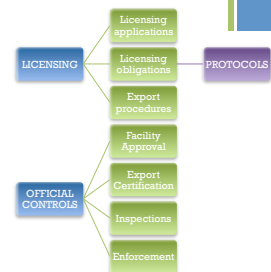 Licensing
applications
LICENSING
Licensing
obligations
PROTOCOLS
Export
procedures
Facility
Approval
Export
Certification
OFFICIAL
CONTROLS
Inspections
Enforcement